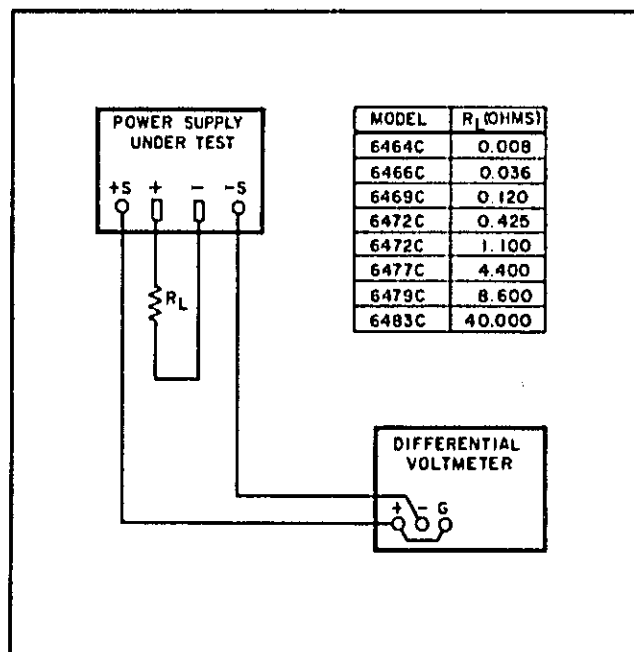 POWER SUPPLY
UNDER TEST
+S + - -S
RL
MODEL RL(OHMS)
6464C 0.008
6466C 0.036
6469C 0.120
6472C 0.425
6472C 1.100
6477C 4.400
6479C 8.600
6483C 40.000
DIFFERENTIAL
VOLTMETER
+ - G